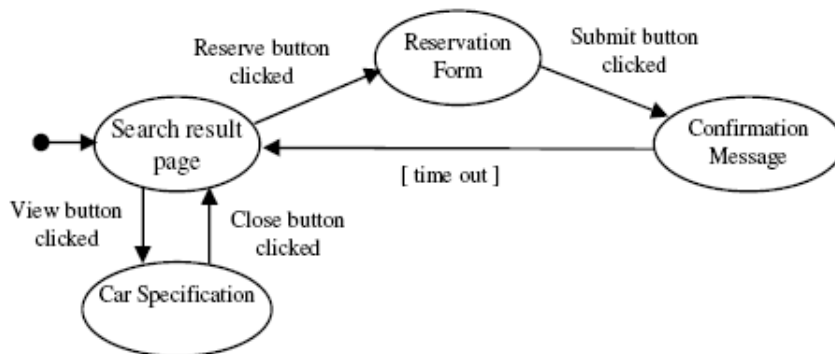 Reserve button
clicked
Reservation
Form
Submit button
clicked
Search result
page
Confirmation
Message
[ time out ]
View button
clicked
Close button
clicked
Car Specification